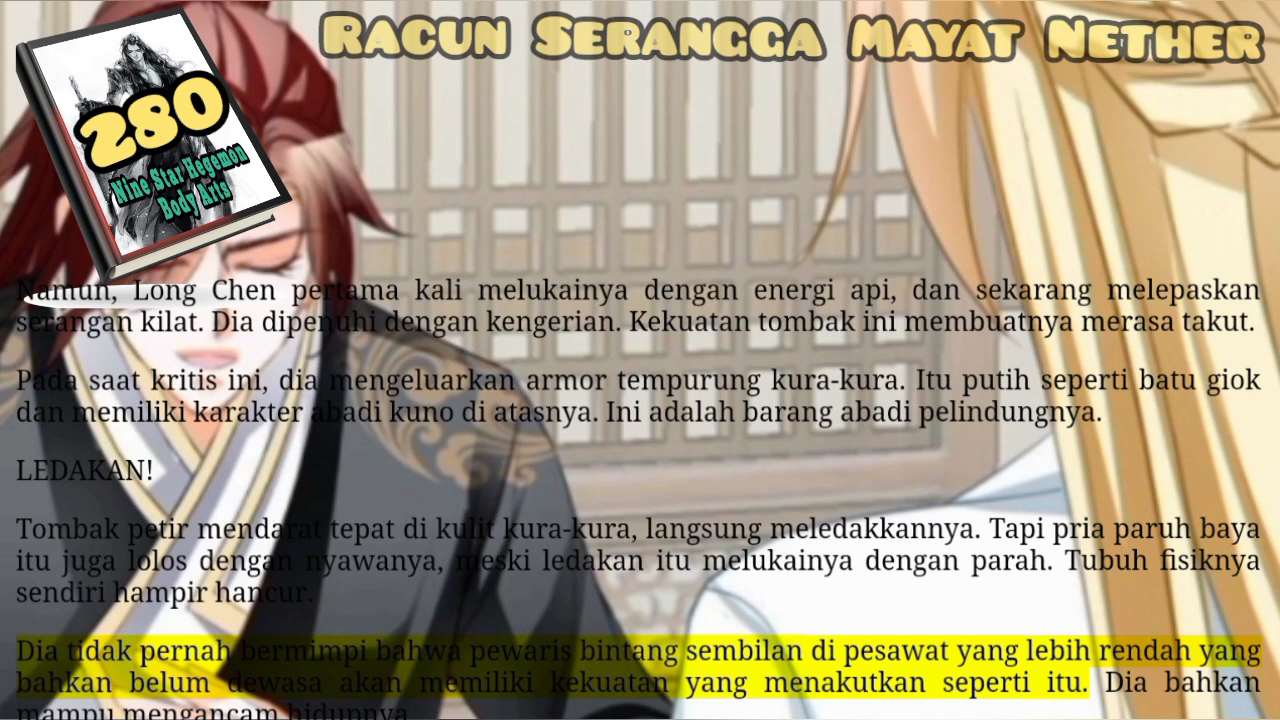 Racun Serangga Mayat Nether
280
Nine Star Hegemon
Body Arts
Namun, Long Chen pertama kali melukainya dengan energi api, dan sekarang melepaskan
serangan kilat. Dia dipenuhi dengan kengerian. Kekuatan tombak ini membuatnya merasa takut.
Pada saat kritis ini, dia mengeluarkan armor tempurung kura-kura. Itu putih seperti batu giok
dan memiliki karakter abadi kuno di atasnya. Ini adalah barang abadi pelindungnya.
LEDAKAN!
Tombak petir mendarat tepat di kulit kura-kura, langsung meledakkannya. Tapi pria paruh baya
itu juga lolos dengan nyawanya, meski ledakan itu melukainya dengan parah. Tubuh fisiknya
sendiri hampir hancur.
Dia tidak pernah bermimpi bahwa pewaris bintang sembilan di pesawat yang lebih rendah yang
bahkan belum dewasa akan memiliki kekuatan yang menakutkan seperti itu. Dia bahkan
mampu mengancam hidupnya.